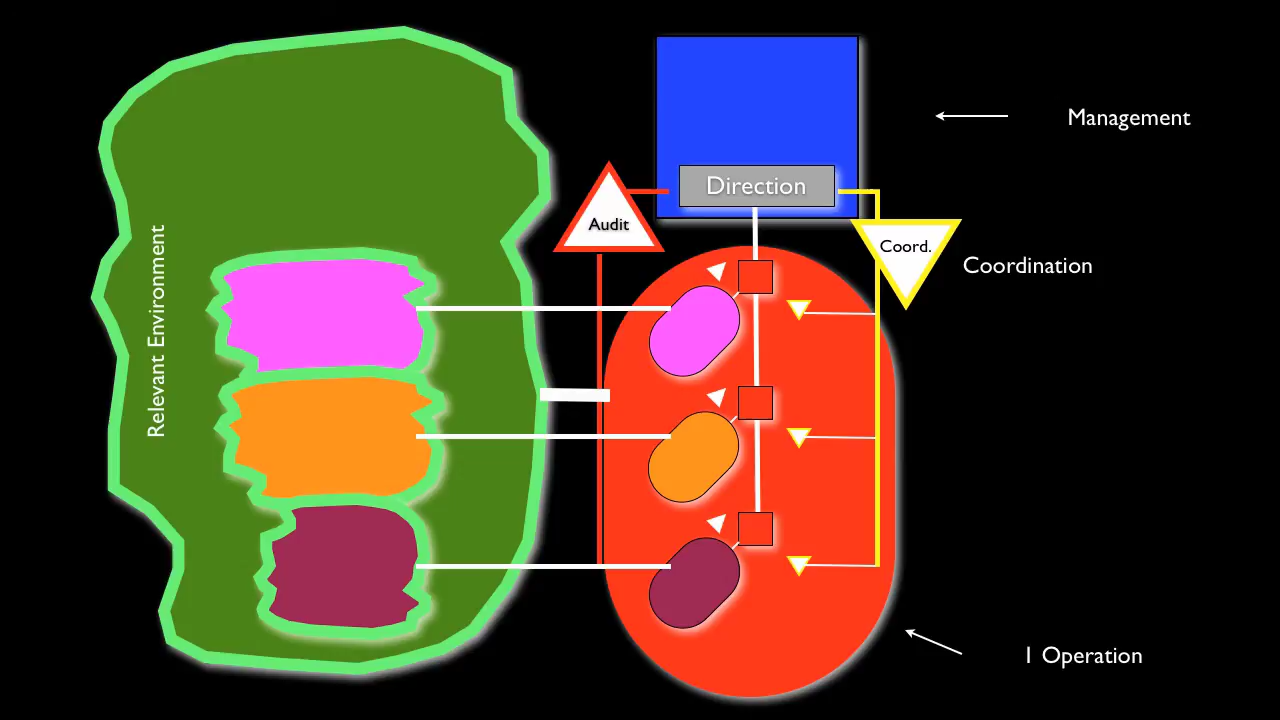 Management
Direction
Audit
Coord.
Coordination
Relevant Environment
1 Operation